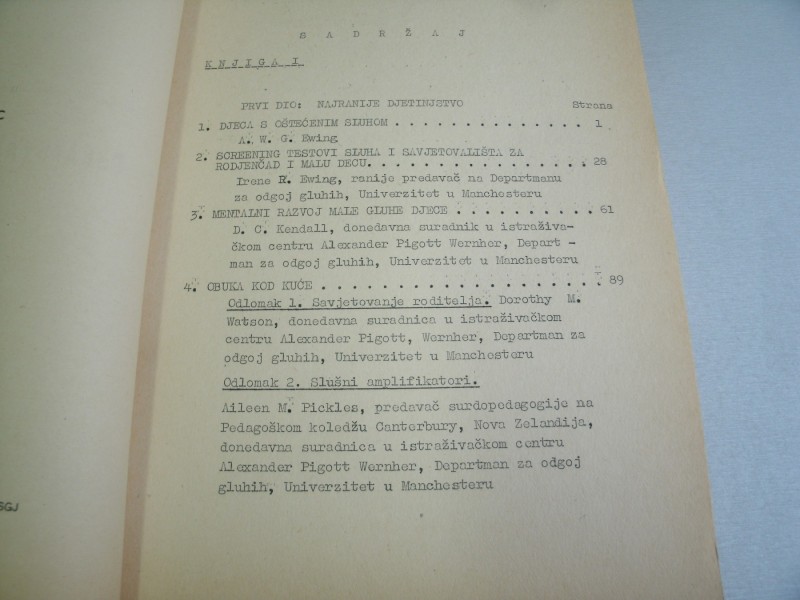 S A D R Ž A J
KNJIGA I
PRVI DIO: NAJRANIJE DJETINJSTVO Strana
1. DJECA S OŠTEĆENIM SLUHOM . . . . . . . . . . . . . . . 1
A. W. G. Ewing
2. SCREENING TESTOVI SLUHA I SAVJETOVALIŠTA ZA
RODJENČAD I MALU DECU. . . . . . . . . . . . . . . . . 28
Irene R. Ewing, ranije predavač na Departmanu
za odgoj gluhih, Univerzitet u Manchesteru
3. MENTALNI RAZVOJ MALE GLUHE DJECE . . . . . . . . . . 61
D. C. Kendall, donedavna suradnik u istraživa-
čkom centru Alexander Pigott Wernher, Depart -
man za odgoj gluhih, Univerzitet u Manchesteru
4. OBUKA KOD KUĆE . . . . . . . . . . . . . . . . . . . . 89
Odlomak 1. Savjetovanje roditelja. Dorothy M.
Watson, donedavna suradnica u istraživačkom
centru Alexander Pigott, Wernher, Departman za
odgoj gluhih, Univerzitet u Manchesteru
Odlomak 2. Slušni amplifikatori.
Aileen M. Pickles, predavač surdopedagogije na
Pedagoškom koledžu Canterbury, Nova Zelandija,
donedavna suradnica u istraživačkom centru
Alexander Pigott Wernher, Departman za odgoj
gluhih, Univerzitet u Manchesteru